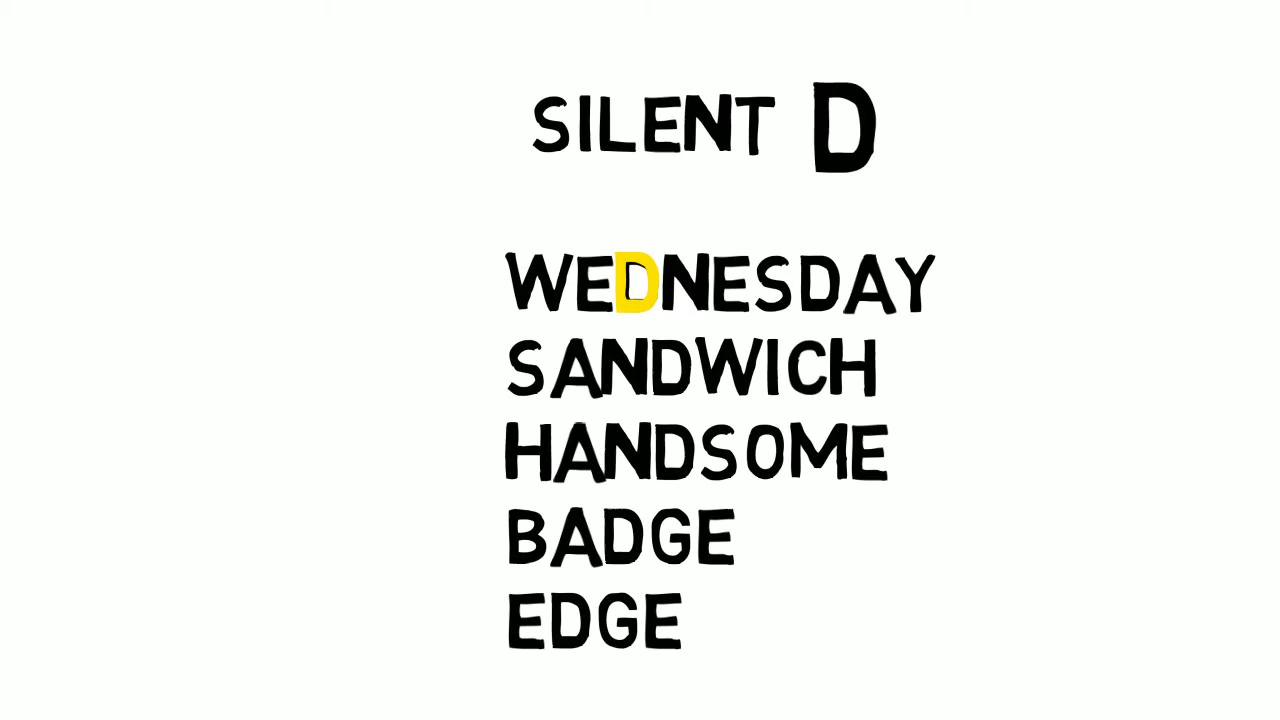 SILENT D
WEDNESDAY
SANDWICH
HANDSOME
BADGE
EDGE